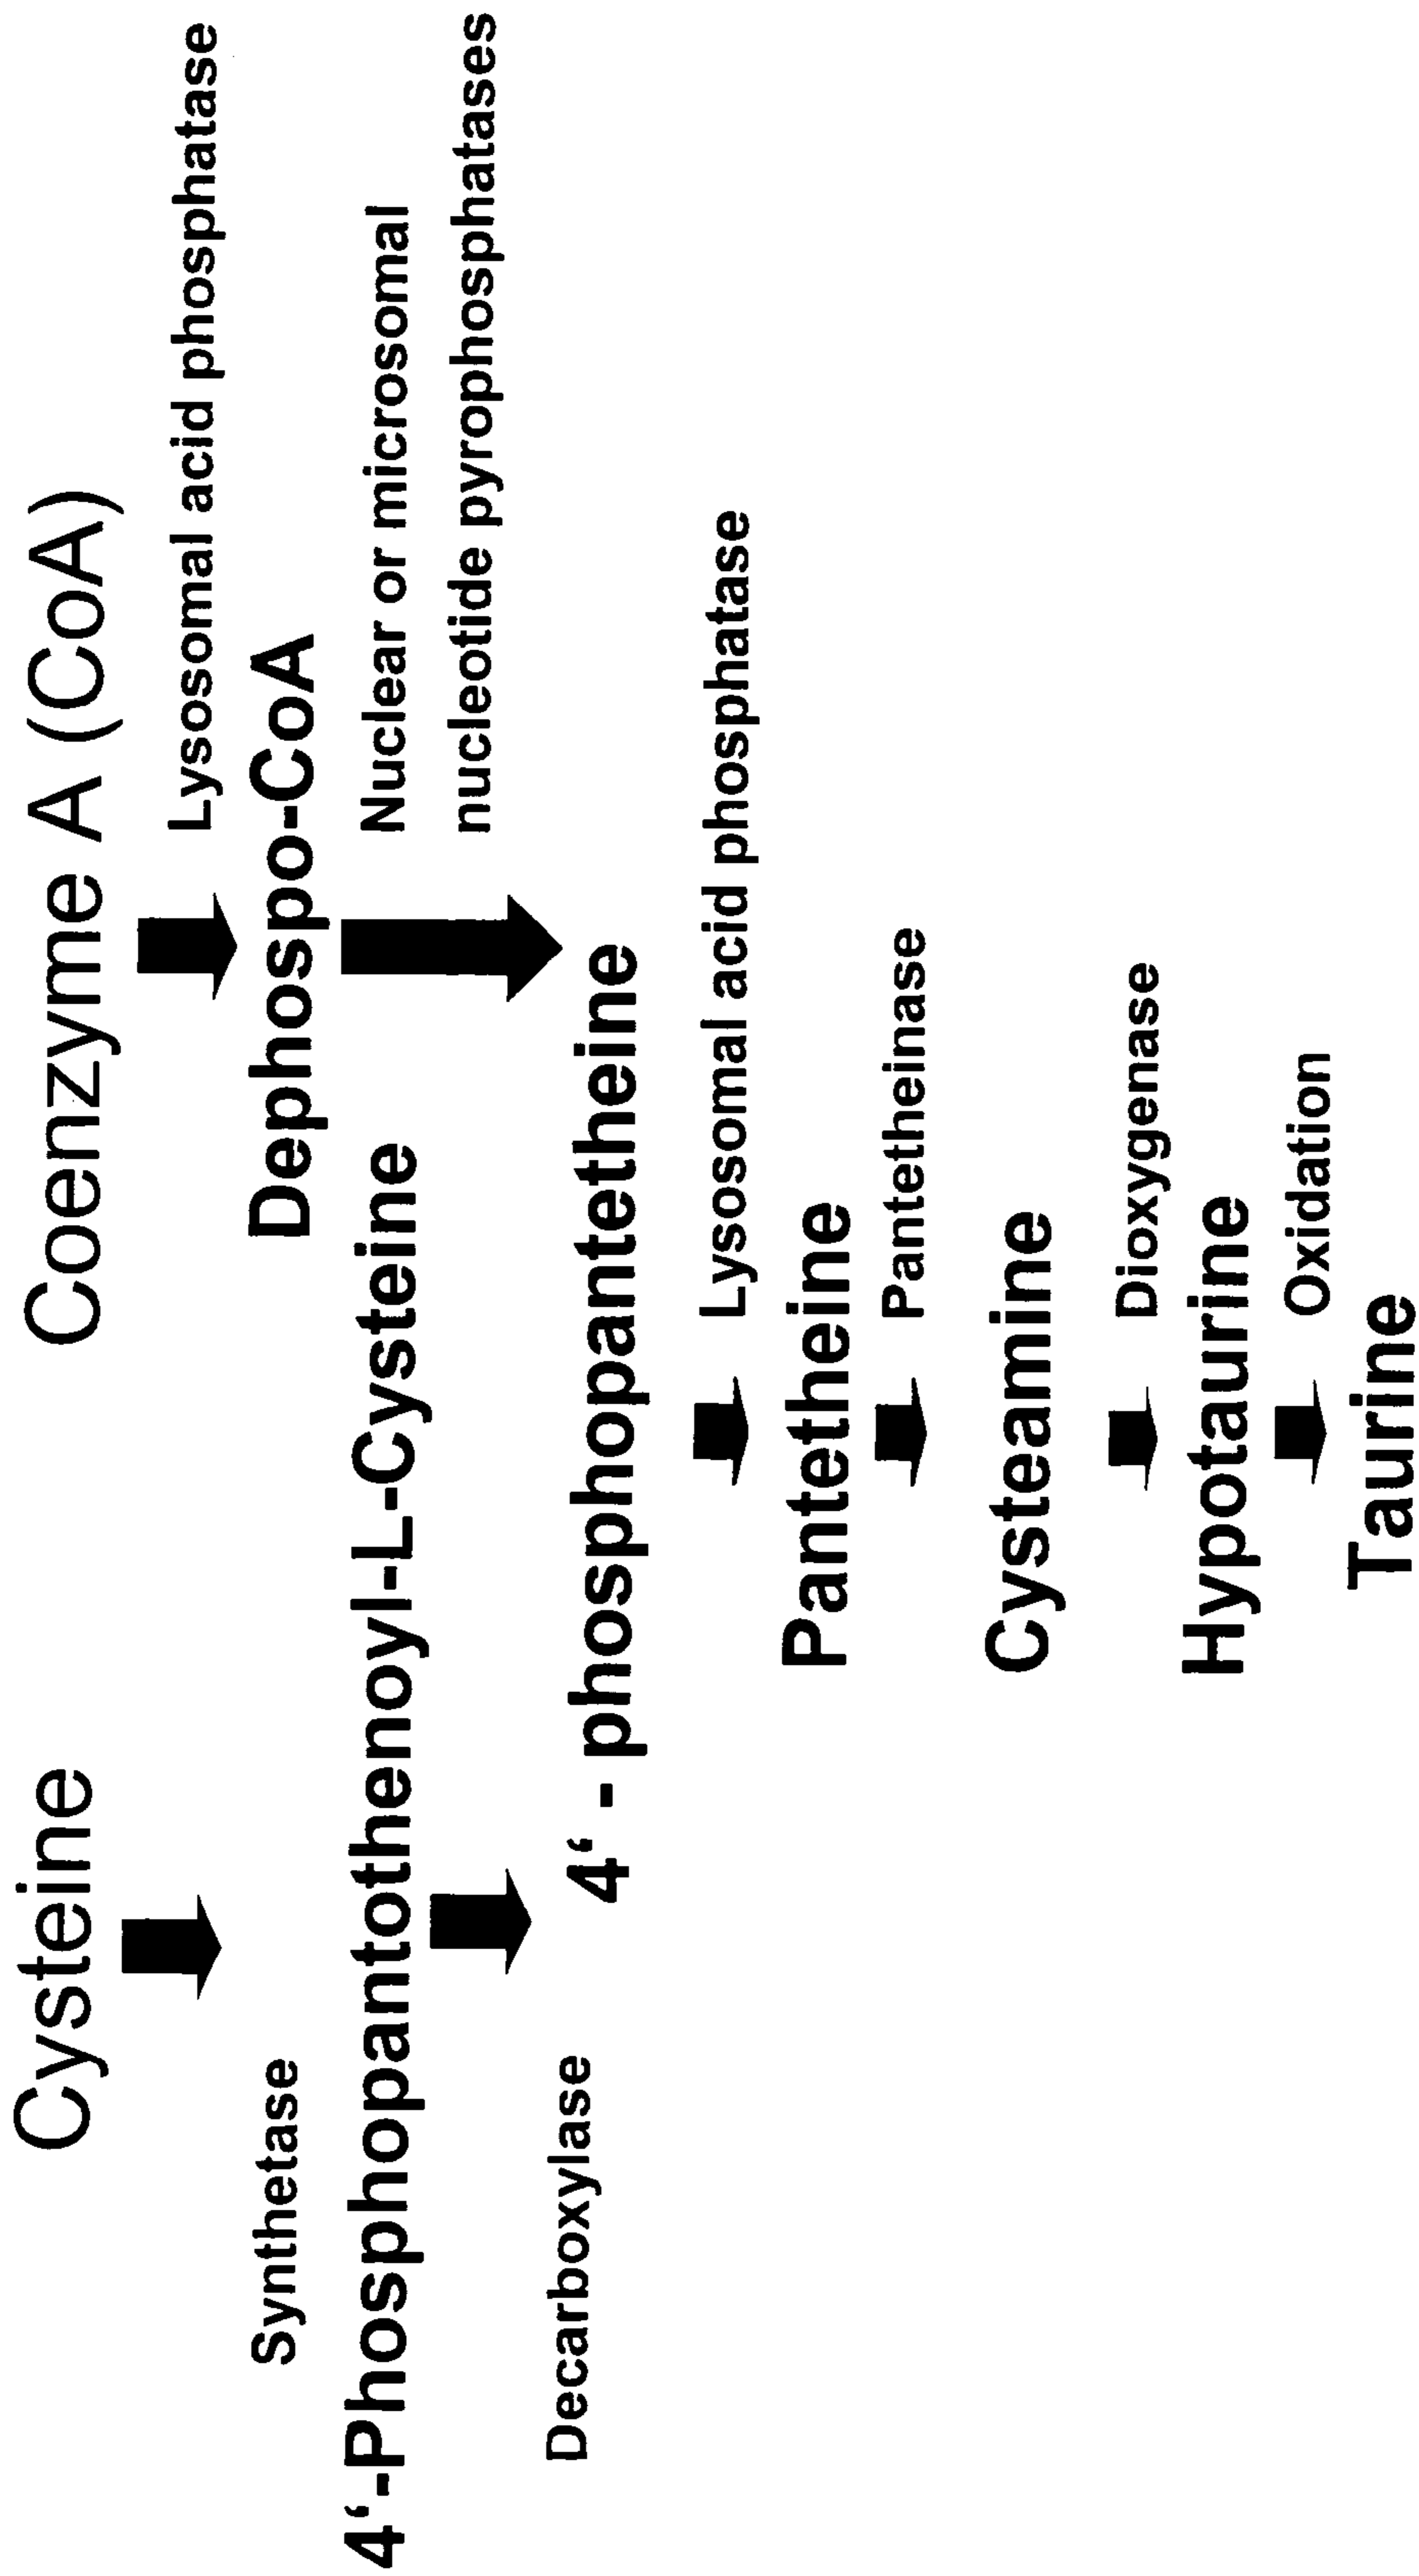 Cysteine
Coenzyme A (CoA)
Lysosomal acid phosphatase
Synthetase
Dephospo-CoA
4‘-Phosphopantothenoyl-L-Cysteine
Nuclear or microsomal
nucleotide pyrophosphatases
Decarboxylase
4‘ - phosphopantetheine
Lysosomal acid phosphatase
Pantetheine
Pantetheinase
Cysteamine
Dioxygenase
Hypotaurine
Oxidation
Taurine